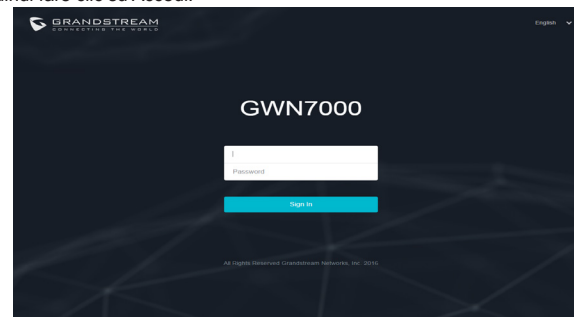 GRANDSTREAM
CONNECTING THE WORLD
English
GWN7000
Password
Sign In
All Rights Reserved Grandstream Networks, Inc. 2016.